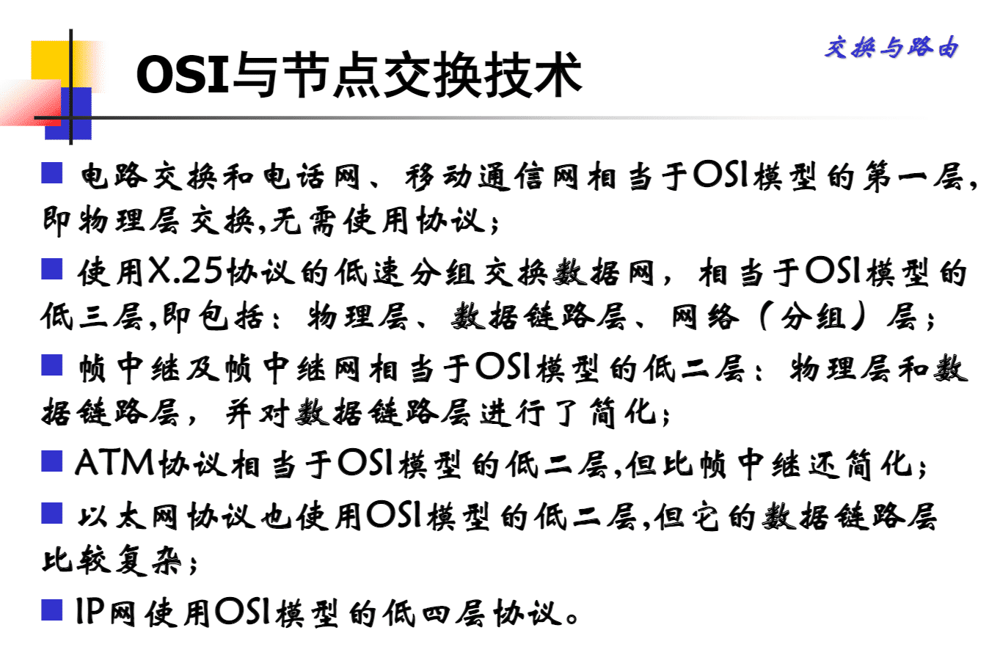 交换与路由
OSI与节点交换技术
电路交换和电话网、移动通信网相当于OSI模型的第一层,
即物理层交换,无需使用协议；
使用X.25协议的低速分组交换数据网，相当于OSI模型的
低三层,即包括：物理层、数据链路层、网络（分组）层；
帧中继及帧中继网相当于OSI模型的低二层：物理层和数
据链路层，并对数据链路层进行了简化；
ATM协议相当于OSI模型的低二层,但比帧中继还简化；
以太网协议也使用OSI模型的低二层,但它的数据链路层
比较复杂；
IP网使用OSI模型的低四层协议。